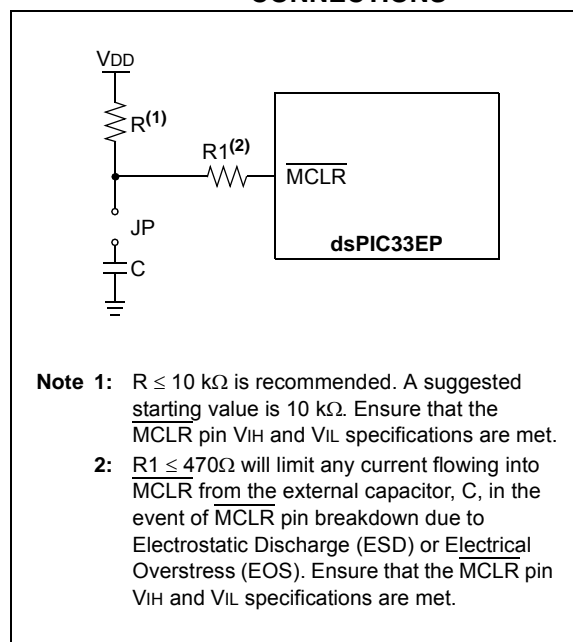 CONNECTIONS
VDD
R(1)
R1(2)
MCLR
JP
dsPIC33EP
C
Note 1: R ≤ 10 kΩ is recommended. A suggested
starting value is 10 kΩ. Ensure that the
MCLR pin VIH and VIL specifications are met.
2: R1 ≤ 470Ω will limit any current flowing into
MCLR from the external capacitor, C, in the
event of MCLR pin breakdown due to
Electrostatic Discharge (ESD) or Electrical
Overstress (EOS). Ensure that the MCLR pin
VIH and VIL specifications are met.